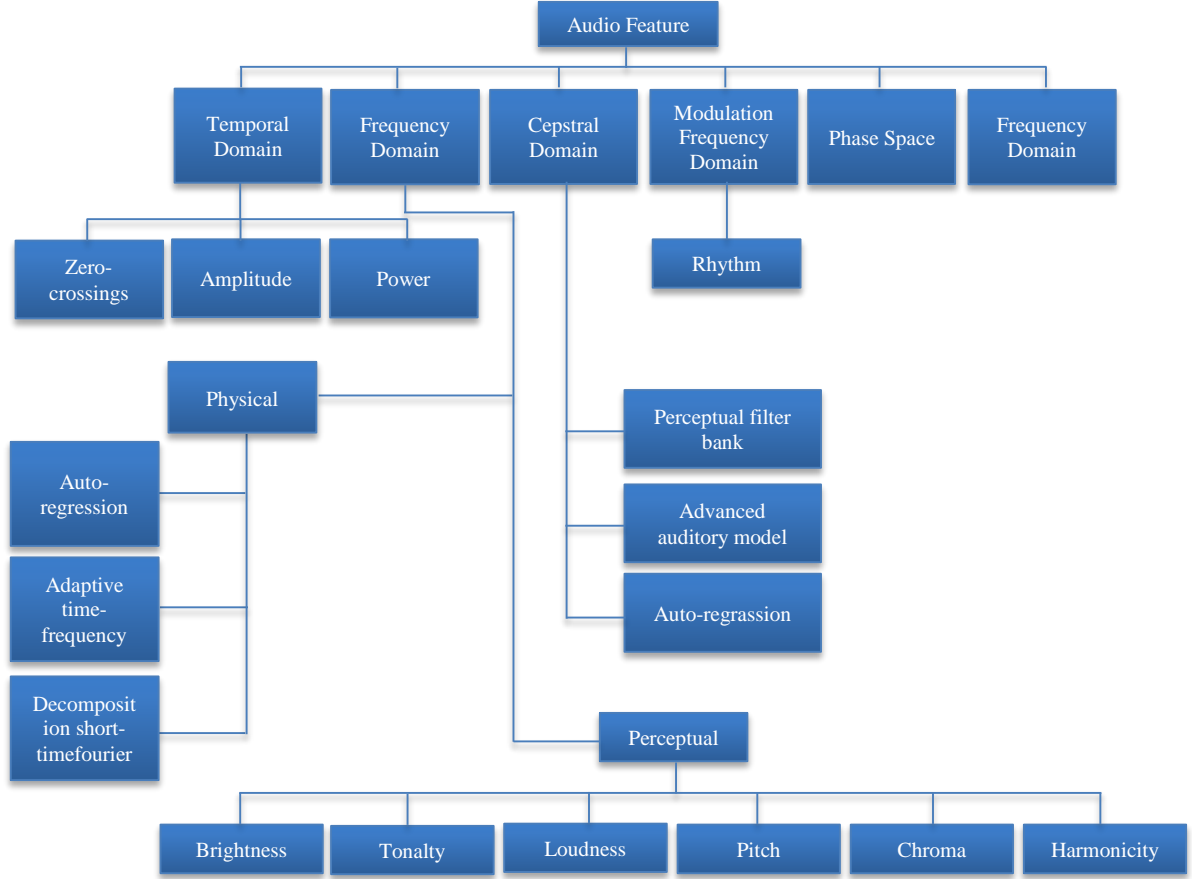 Audio Feature
Temporal
Domain
Frequency
Domain
Cepstral
Domain
Modulation
Frequency
Domain
Phase Space
Frequency
Domain
Zero-
crossings
Amplitude
Power
Rhythm
Physical
Auto-
regression
Adaptive
time-
frequency
Decomposit
ion short-
timefourier
Perceptual filter
bank
Advanced
auditory model
Auto-regrassion
Perceptual
Brightness
Tonalty
Loudness
Pitch
Chroma
Harmonicity